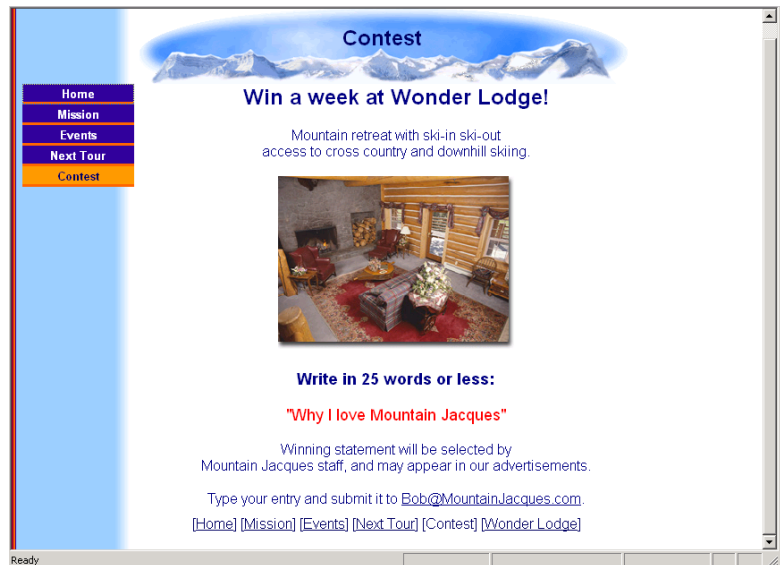 Contest
Home
Mission
Events
Next Tour
Contest
Win a week at Wonder Lodge!
Mountain retreat with ski-in ski-out
access to cross country and downhill skiing.
Write in 25 words or less:
"Why I love Mountain Jacques"
Winning statement will be selected by
Mountain Jacques staff, and may appear in our advertisements.
Type your entry and submit it to Bob@MountainJacques.com.
[Home] [Mission] [Events] [Next Tour] [Contest] [Wonder Lodge]
Ready